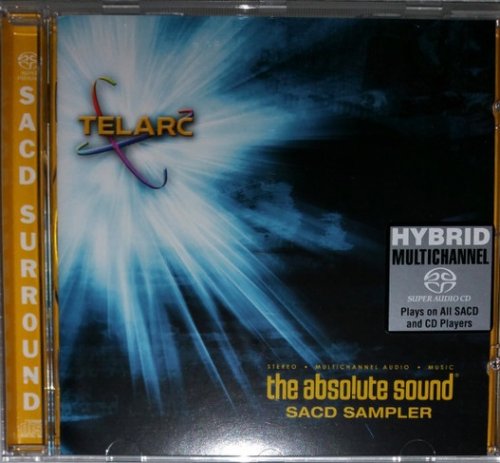 SACD SURROUND
TELARC
HYBRID
MULTICHANNEL
SUPER AUDIO CD
Plays on All SACD
and CD Players
STEREO • MULTICHANNEL AUDIO • MUSIC
the absolute sound®
SACD SAMPLER